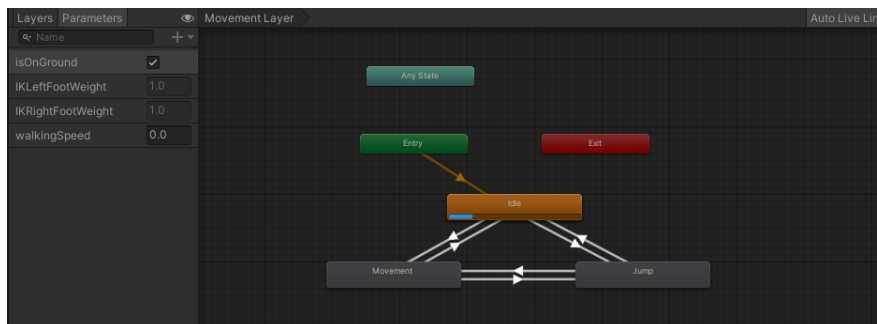 Layers Parameters Movement Layer Auto Live Lin
Name
isOnGround
IKLeftFootWeight 1.0
IKRightFootWeight 1.0
walkingSpeed 0.0
Any State
Entry Exit
Idle
Movement Jump